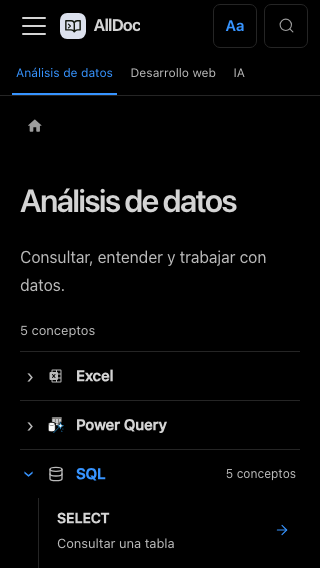 AllDoc
Aa
Análisis de datos
Desarrollo web
IA
Análisis de datos
Consultar, entender y trabajar con
datos.
5 conceptos
Excel
Power Query
SQL
5 conceptos
SELECT
Consultar una tabla